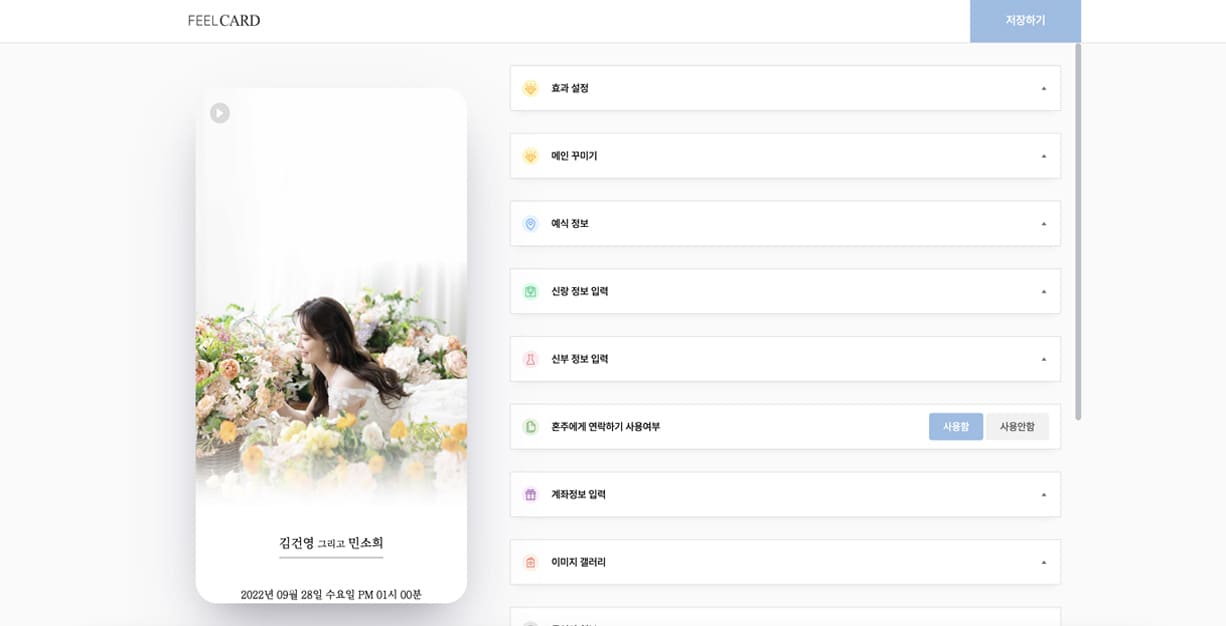 FEELCARD
저장하기
김건영 그리고 민소희
2022년 09월 28일 수요일 PM 01시 00분
효과 설정
메인 꾸미기
예식 정보
신랑 정보 입력
신부 정보 입력
혼주에게 연락하기 사용여부
사용함 사용안함
계좌정보 입력
이미지 갤러리